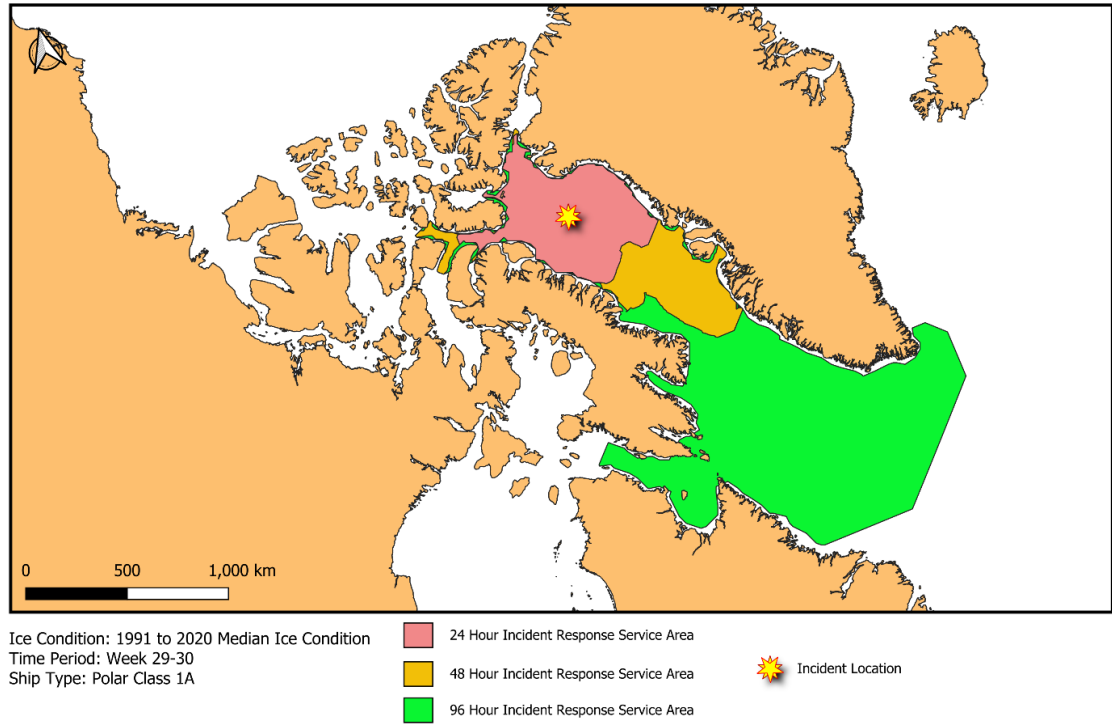 0 500 1,000 km
Ice Condition: 1991 to 2020 Median Ice Condition
Time Period: Week 29-30
Ship Type: Polar Class 1A
24 Hour Incident Response Service Area
48 Hour Incident Response Service Area
96 Hour Incident Response Service Area
Incident Location